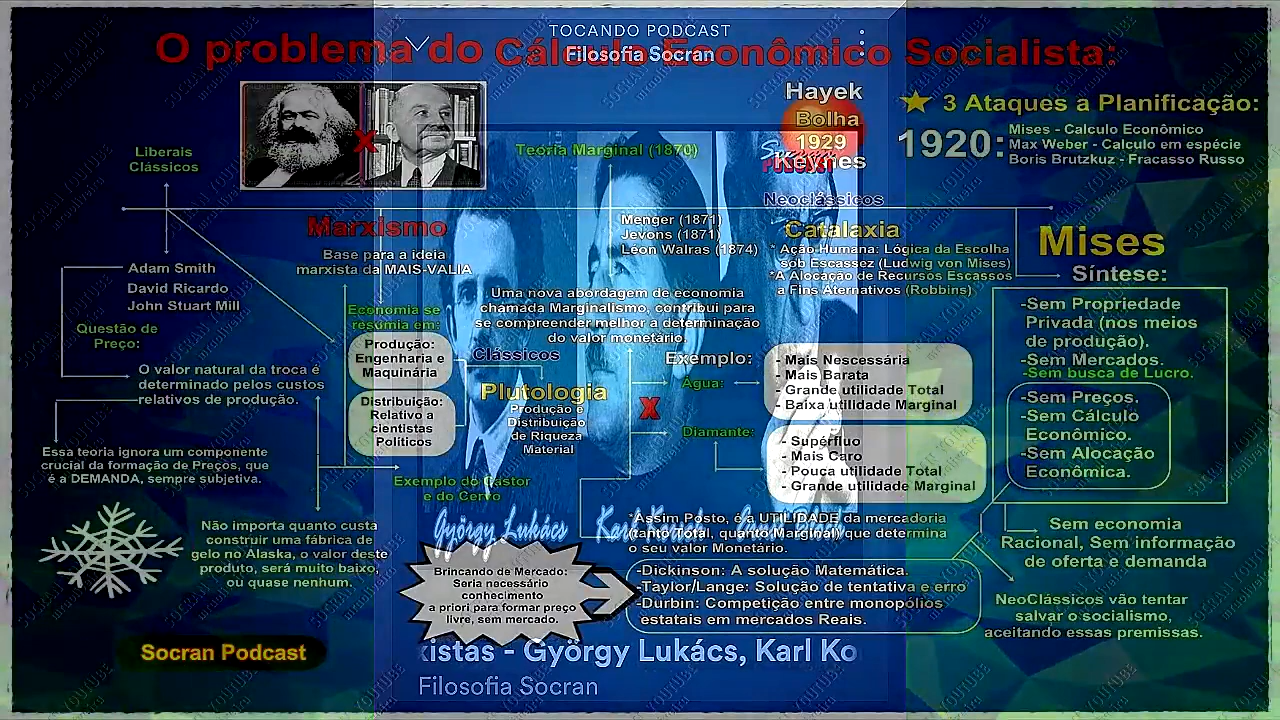 TOCANDO PODCAST
Filosofia Socran
O problema do Cálculo Econômico Socialista:
Hayek
Bolha
1929
Keynes
Neoclássicos
3 Ataques a Planificação:
1920:
Mises - Calculo Econômico
Max Weber - Calculo em espécie
Boris Brutzkuz - Fracasso Russo
Liberais
Clássicos
X
Teoria Marginal (1870)
Menger (1871)
Jevons (1871)
Leon Walras (1874)
Marxismo
Base para a ideia
marxista da MAIS-VALIA
Catalaxia
* Ação Humana: Lógica da Escolha
sob Escassez (Ludwig von Mises)
*A Alocação de Recursos Escassos
a Fins Aternativos (Robbins)
Mises
Síntese:
Adam Smith
David Ricardo
John Stuart Mill
Questão de
Preço:
O valor natural da troca é
determinado pelos custos
relativos de produção.
Essa teoria ignora um componente
crucial da formação de Preços, que
é a DEMANDA, sempre subjetiva.
Não importa quanto custa
construir uma fábrica de
gelo no Alaska, o valor deste
produto, será muito baixo,
ou quase nenhum.
Economia se
resumia em:
Produção:
Engenharia e
Maquinária
Distribuição:
Relativo a
cientistas
Políticos
Clássicos
Plutologia
Produção e
Distribuição
de Riqueza
Material
Exemplo do Castor
e do Cervo
Uma nova abordagem de economia
chamada Marginalismo, contribui para
se compreender melhor a determinação
do valor monetário.
Exemplo:
Água:
X
Diamante:
- Mais Nescessária
- Mais Barata
- Grande utilidade Total
- Baixa utilidade Marginal
- Supérfluo
- Mais Caro
- Pouca utilidade Total
- Grande utilidade Marginal
-Sem Propriedade
Privada (nos meios
de produção).
-Sem Mercados.
-Sem busca de Lucro.
-Sem Preços.
-Sem Cálculo
Econômico.
-Sem Alocação
Econômica.
György Lukács
*Assim Posto, é a UTILIDADE da mercadoria
(tanto Total, quanto Marginal) que determina
o seu valor Monetário.
Sem economia
Racional, Sem informação
de oferta e demanda
Brincando de Mercado:
Seria necessário
conhecimento
a priori para formar preço
livre, sem mercado.
-Dickinson: A solução Matemática.
-Taylor/Lange: Solução de tentativa e erro
-Durbin: Competição entre monopólios
estatais em mercados Reais.
NeoClássicos vão tentar
salvar o socialismo,
aceitando essas premissas.
Socran Podcast
xistas - György Lukács, Karl Ko
Filosofia Socran